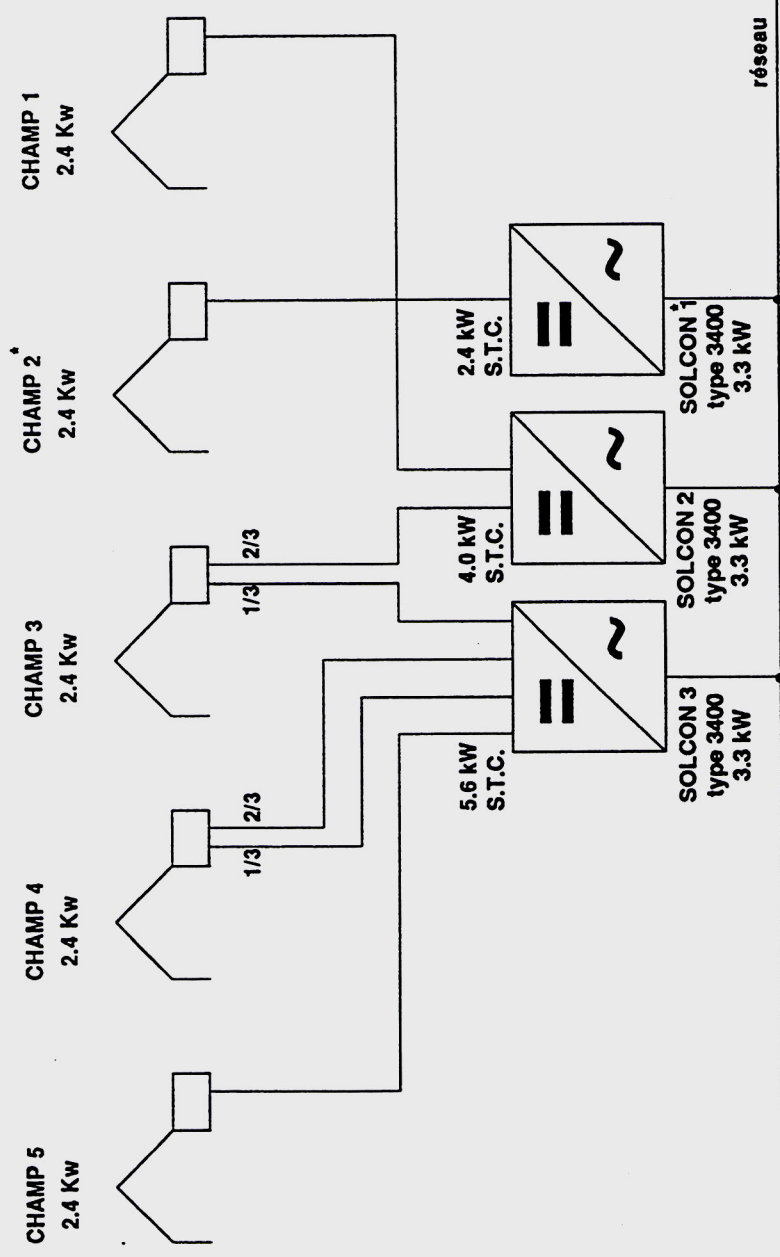 CHAMP 1
2.4 Kw
CHAMP 2*
2.4 Kw
CHAMP 3
2.4 Kw
CHAMP 4
2.4 Kw
CHAMP 5
2.4 Kw
2/3
1/3
2/3
1/3
2.4 kW
S.T.C.
4.0 kW
S.T.C.
5.6 kW
S.T.C.
SOLCON 1*
type 3400
3.3 kW
SOLCON 2
type 3400
3.3 kW
SOLCON 3
type 3400
3.3 kW
réseau